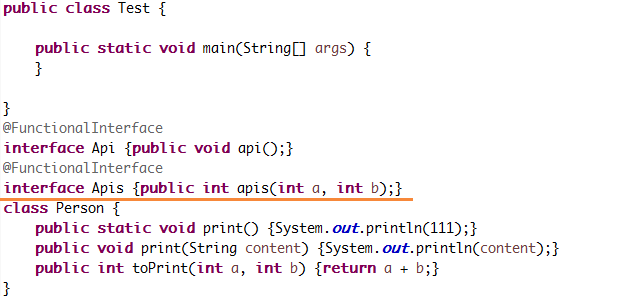 public class Test {
public static void main(String[] args) {
}
}
@FunctionalInterface
interface Api {public void api();}
@FunctionalInterface
interface Apis {public int apis(int a, int b);}
class Person {
public static void print() {System.out.println(111);}
public void print(String content) {System.out.println(content);}
public int toPrint(int a, int b) {return a + b;}
}